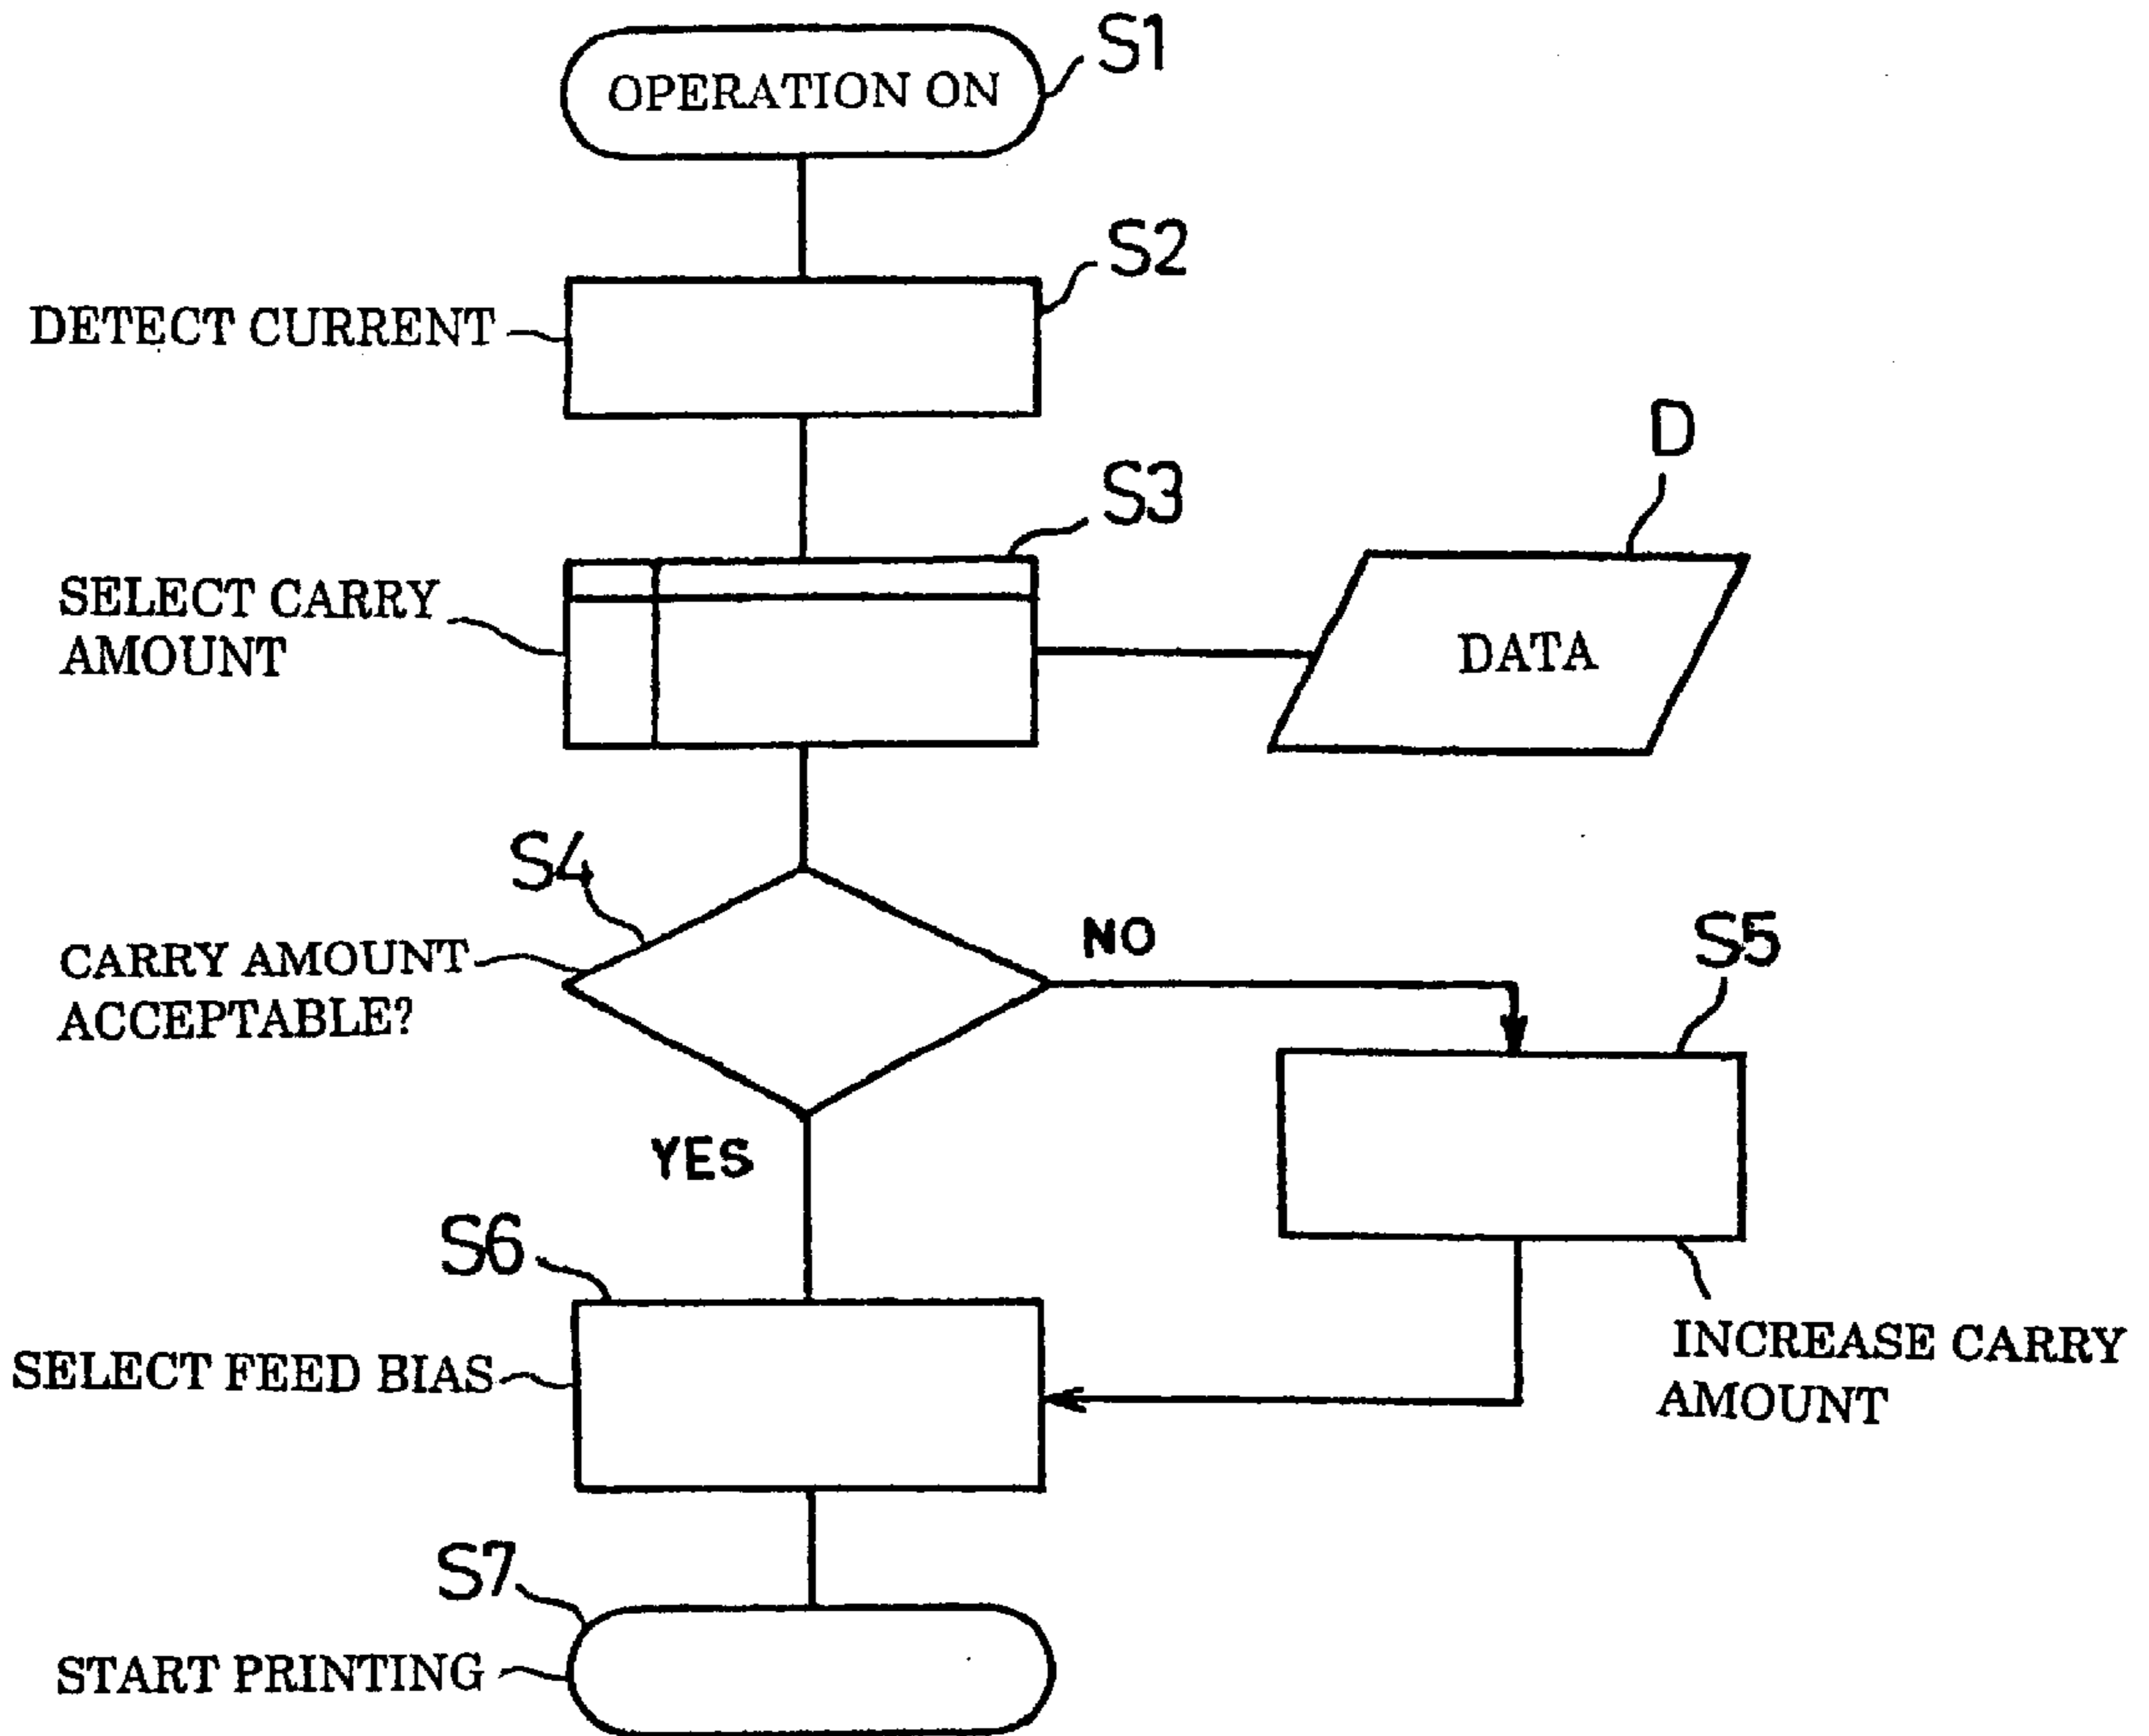 S1
OPERATION ON
S2
DETECT CURRENT
D
S3
SELECT CARRY
AMOUNT
DATA
S4
CARRY AMOUNT
ACCEPTABLE?
NO
S5
YES
S6
SELECT FEED BIAS
INCREASE CARRY
AMOUNT
S7
START PRINTING